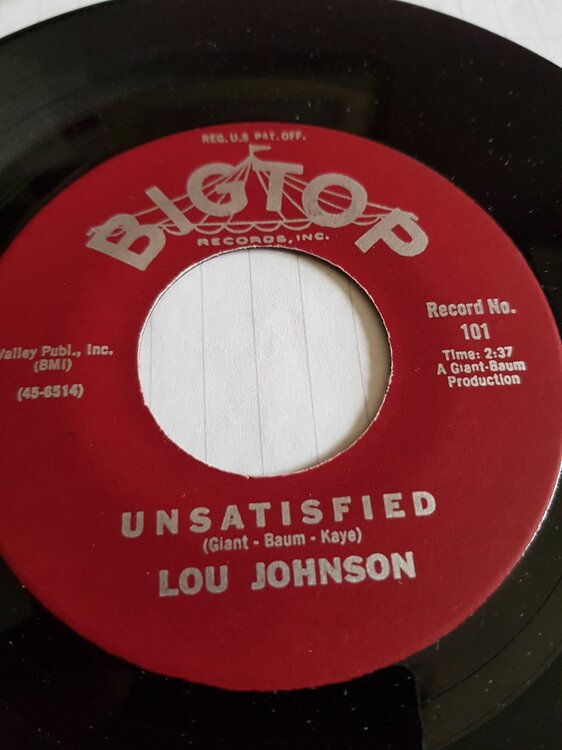 REG. U.S. PAT. OFF.
BIGTOP
RECORDS, INC.
Valley Publ., Inc.
(BMI)
(45-6514)
Record No.
101
Time: 2:37
A Giant-Baum
Production
UNSATISFIED
(Giant - Baum - Kaye)
LOU JOHNSON